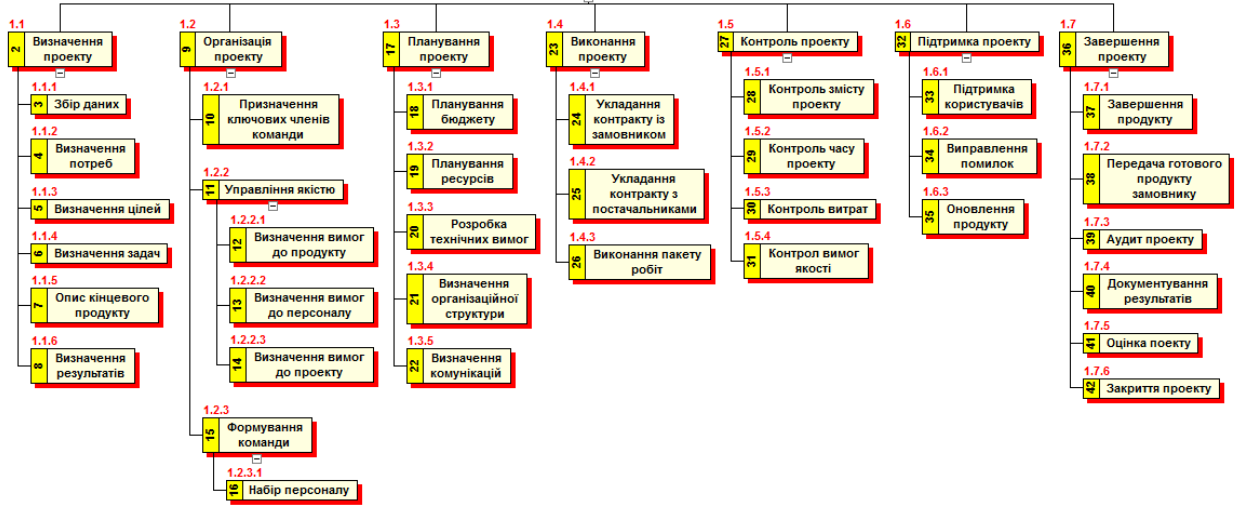 1.1
2
Визначення
проекту
1.1.1
3
Збір даних
1.1.2
4
Визначення
потреб
1.1.3
5
Визначення цілей
1.1.4
6
Визначення задач
1.1.5
7
Опис кінцевого
продукту
1.1.6
8
Визначення
результатів
1.2
9
Організація
проекту
1.2.1
10
Призначення
ключових членів
команди
1.2.2
11
Управління якістю
1.2.2.1
12
Визначення вимог
до продукту
1.2.2.2
13
Визначення вимог
до персоналу
1.2.2.3
14
Визначення вимог
до проекту
1.2.3
15
Формування
команди
1.2.3.1
16
Набір персоналу
1.3
17
Планування
проекту
1.3.1
18
Планування
бюджету
1.3.2
19
Планування
ресурсів
1.3.3
20
Розробка
технічних вимог
1.3.4
21
Визначення
організаційної
структури
1.3.5
22
Визначення
комунікацій
1.4
23
Виконання
проекту
1.4.1
24
Укладання
контракту із
замовником
1.4.2
25
Укладання
контракту з
постачальниками
1.4.3
26
Виконання пакету
робіт
1.5
27
Контроль проекту
1.5.1
28
Контроль змісту
проекту
1.5.2
29
Контроль часу
проекту
1.5.3
30
Контроль витрат
1.5.4
31
Контрол вимог
якості
1.6
32
Підтримка проекту
1.6.1
33
Підтримка
користувачів
1.6.2
34
Виправлення
помилок
1.6.3
35
Оновлення
продукту
1.7
36
Завершення
проекту
1.7.1
37
Завершення
продукту
1.7.2
38
Передача готового
продукту
замовнику
1.7.3
39
Аудит проекту
1.7.4
40
Документування
результатів
1.7.5
41
Оцінка поекту
1.7.6
42
Закриття проекту